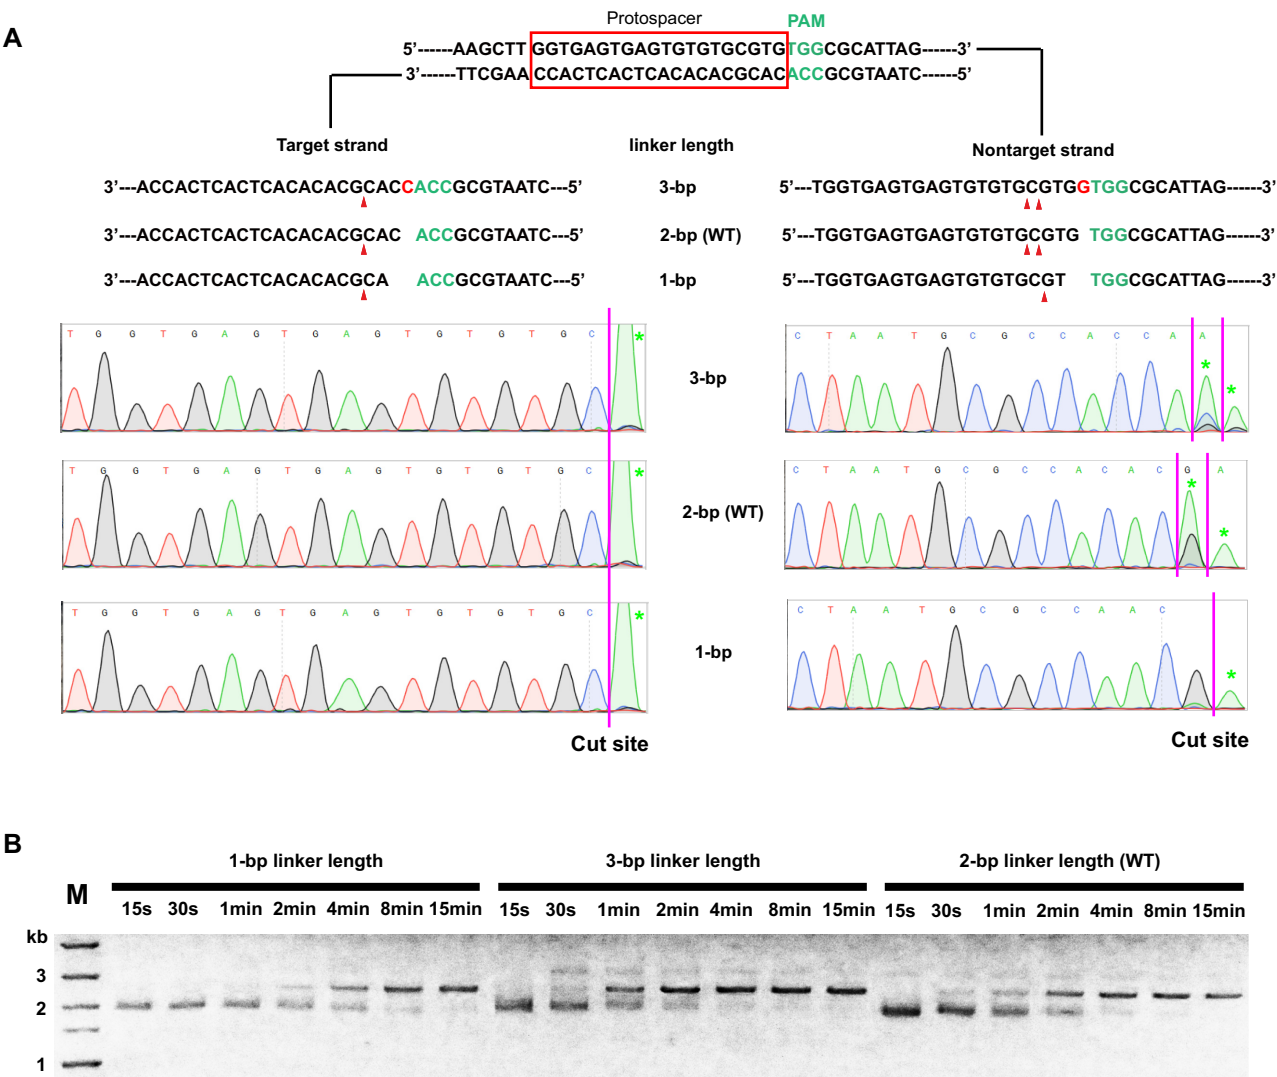 A
Protospacer
PAM
5’------AAGCTT GGTGAGTGAGTGTGTGCGTGTGGCGCATTAG------3’
3’------TTCGAA CCACTCACTCACACACGCACACCGCGTAATC------5’
Target strand
linker length
Nontarget strand
3’---ACCACTCACTCACACACGCACCACCGCGTAATC---5’
3-bp
5’---TGGTGAGTGAGTGTGTGCGTGGTGGCGCATTAG------3’
3’---ACCACTCACTCACACACGCAC ACCGCGTAATC---5’
2-bp (WT)
5’---TGGTGAGTGAGTGTGTGCGTG TGGCGCATTAG------3’
3’---ACCACTCACTCACACACGCA ACCGCGTAATC---5’
1-bp
5’---TGGTGAGTGAGTGTGTGCGT TGGCGCATTAG------3’
T G G T G A G T G A G T G T G T G C *
3-bp
C T A A T G C G C C A C C A A * *
T G G T G A G T G A G T G T G T G C *
2-bp (WT)
C T A A T G C G C C A C A C G A * *
T G G T G A G T G A G T G T G T G C *
1-bp
C T A A T G C G C C A A C *
Cut site
Cut site
B
1-bp linker length
3-bp linker length
2-bp linker length (WT)
M
15s 30s 1min 2min 4min 8min 15min 15s 30s 1min 2min 4min 8min 15min 15s 30s 1min 2min 4min 8min 15min
kb
3
2
1